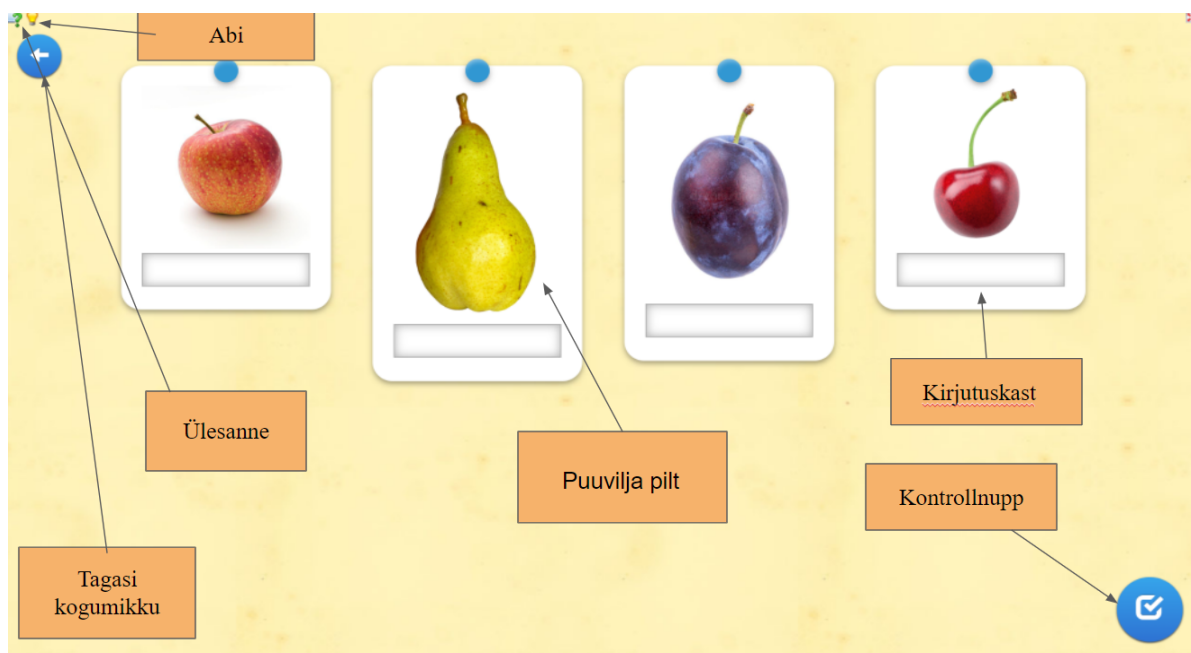 Abi
Kirjutuskast
Ülesanne
Puuvilja pilt
Kontrollnupp
Tagasi
kogumikku